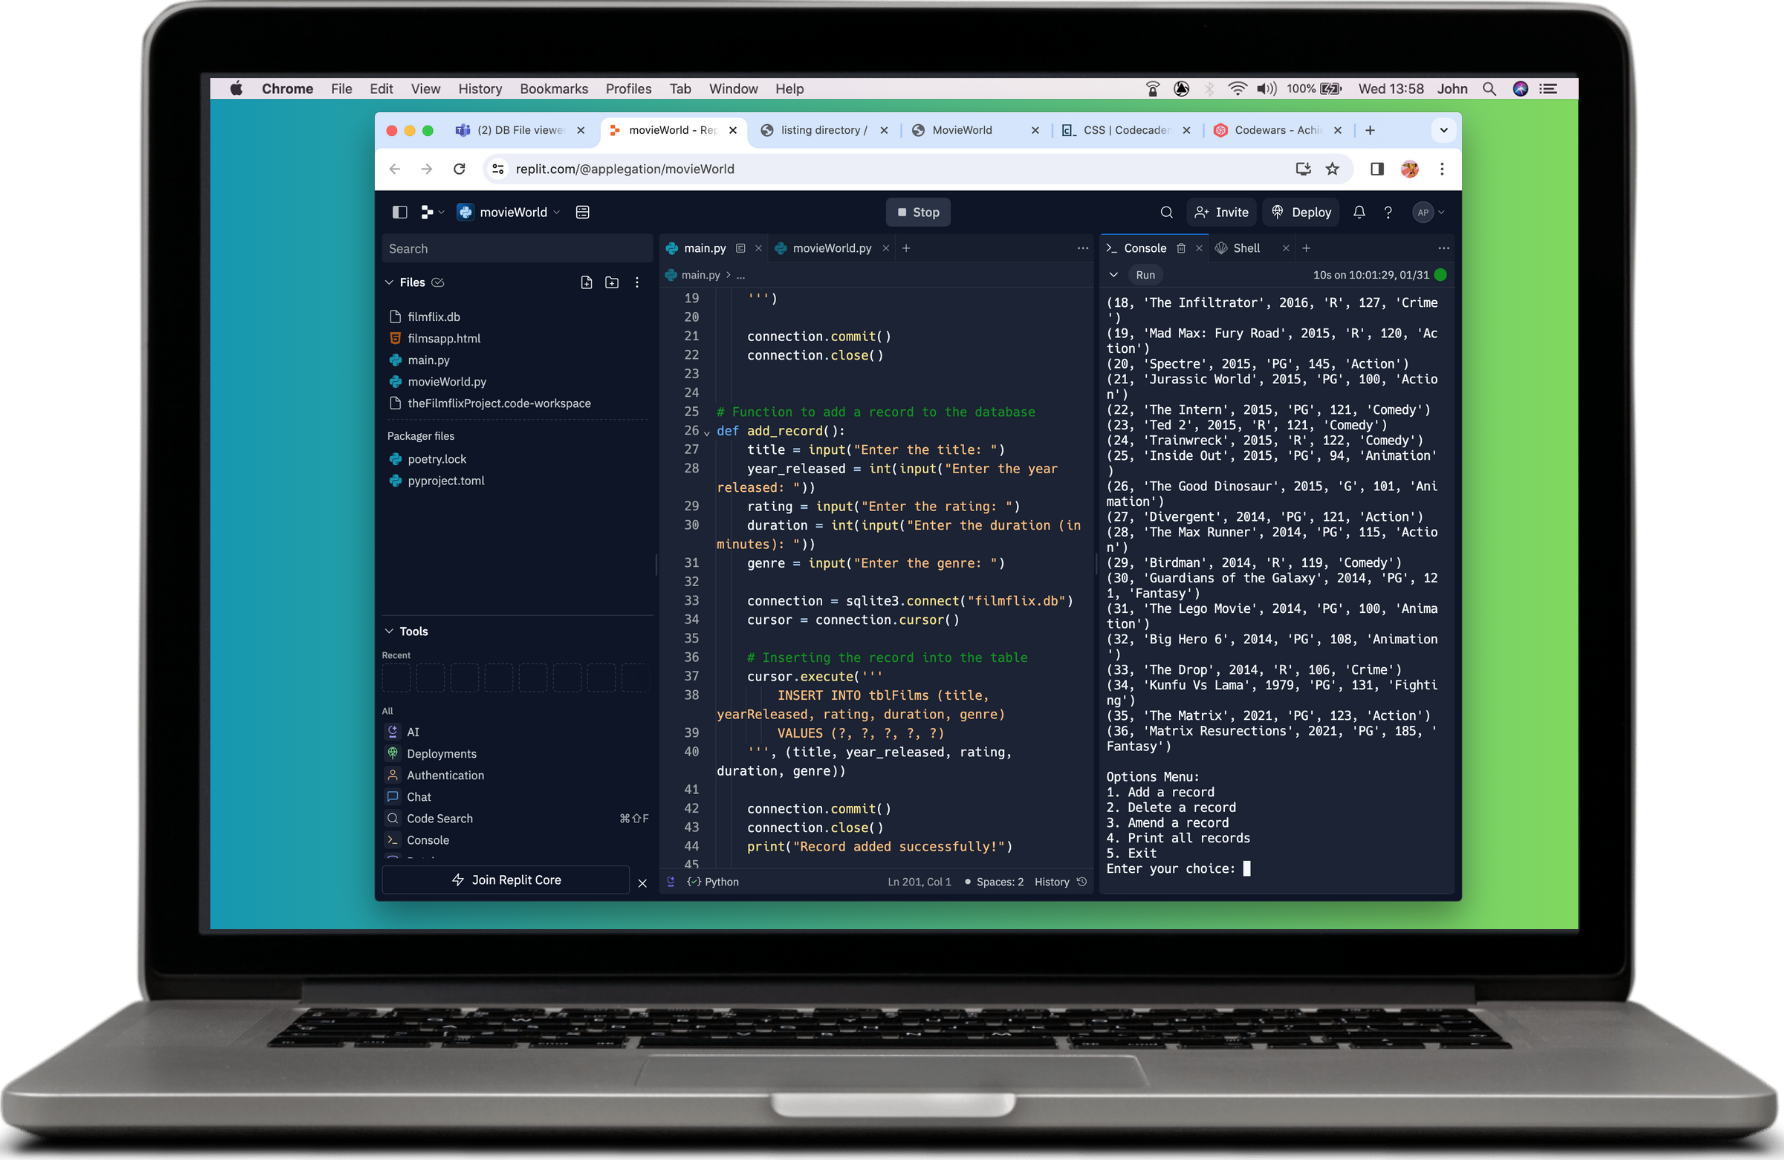 Chrome File Edit View History Bookmarks Profiles Tab Window Help 100% Wed 13:58 John
(2) DB File viewe movieWorld - Rep listing directory / MovieWorld CSS | Codecaden Codewars - Achi
replit.com/@applegation/movieWorld
movieWorld Stop Invite Deploy ? AP
Search
Files
filmflix.db
filmsapp.html
main.py
movieWorld.py
theFilmflixProject.code-workspace
Packager files
poetry.lock
pyproject.toml
Tools
Recent
All
AI
Deployments
Authentication
Chat
Code Search ⌘⇧F
Console
Join Replit Core
main.py movieWorld.py
main.py > ...
19 ''')
20
21 connection.commit()
22 connection.close()
23
24
25 # Function to add a record to the database
26 def add_record():
27 title = input("Enter the title: ")
28 year_released = int(input("Enter the year
released: "))
29 rating = input("Enter the rating: ")
30 duration = int(input("Enter the duration (in
minutes): "))
31 genre = input("Enter the genre: ")
32
33 connection = sqlite3.connect("filmflix.db")
34 cursor = connection.cursor()
35
36 # Inserting the record into the table
37 cursor.execute('''
38 INSERT INTO tblFilms (title,
yearReleased, rating, duration, genre)
39 VALUES (?, ?, ?, ?, ?)
40 ''', (title, year_released, rating,
duration, genre))
41
42 connection.commit()
43 connection.close()
44 print("Record added successfully!")
45
Python Ln 201, Col 1 Spaces: 2 History
Console Shell
Run 10s on 10:01:29, 01/31
(18, 'The Infiltrator', 2016, 'R', 127, 'Crime
')
(19, 'Mad Max: Fury Road', 2015, 'R', 120, 'Ac
tion')
(20, 'Spectre', 2015, 'PG', 145, 'Action')
(21, 'Jurassic World', 2015, 'PG', 100, 'Actio
n')
(22, 'The Intern', 2015, 'PG', 121, 'Comedy')
(23, 'Ted 2', 2015, 'R', 121, 'Comedy')
(24, 'Trainwreck', 2015, 'R', 122, 'Comedy')
(25, 'Inside Out', 2015, 'PG', 94, 'Animation'
)
(26, 'The Good Dinosaur', 2015, 'G', 101, 'Ani
mation')
(27, 'Divergent', 2014, 'PG', 121, 'Action')
(28, 'The Max Runner', 2014, 'PG', 115, 'Actio
n')
(29, 'Birdman', 2014, 'R', 119, 'Comedy')
(30, 'Guardians of the Galaxy', 2014, 'PG', 12
1, 'Fantasy')
(31, 'The Lego Movie', 2014, 'PG', 100, 'Anima
tion')
(32, 'Big Hero 6', 2014, 'PG', 108, 'Animation
')
(33, 'The Drop', 2014, 'R', 106, 'Crime')
(34, 'Kunfu Vs Lama', 1979, 'PG', 131, 'Fighti
ng')
(35, 'The Matrix', 2021, 'PG', 123, 'Action')
(36, 'Matrix Resurections', 2021, 'PG', 185, '
Fantasy')
Options Menu:
1. Add a record
2. Delete a record
3. Amend a record
4. Print all records
5. Exit
Enter your choice: